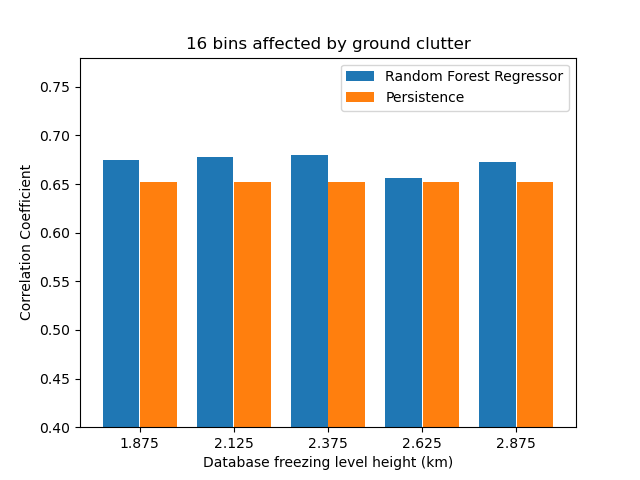 16 bins affected by ground clutter
Random Forest Regressor
Persistence
Correlation Coefficient
0.75
0.70
0.65
0.60
0.55
0.50
0.45
0.40
1.875 2.125 2.375 2.625 2.875
Database freezing level height (km)